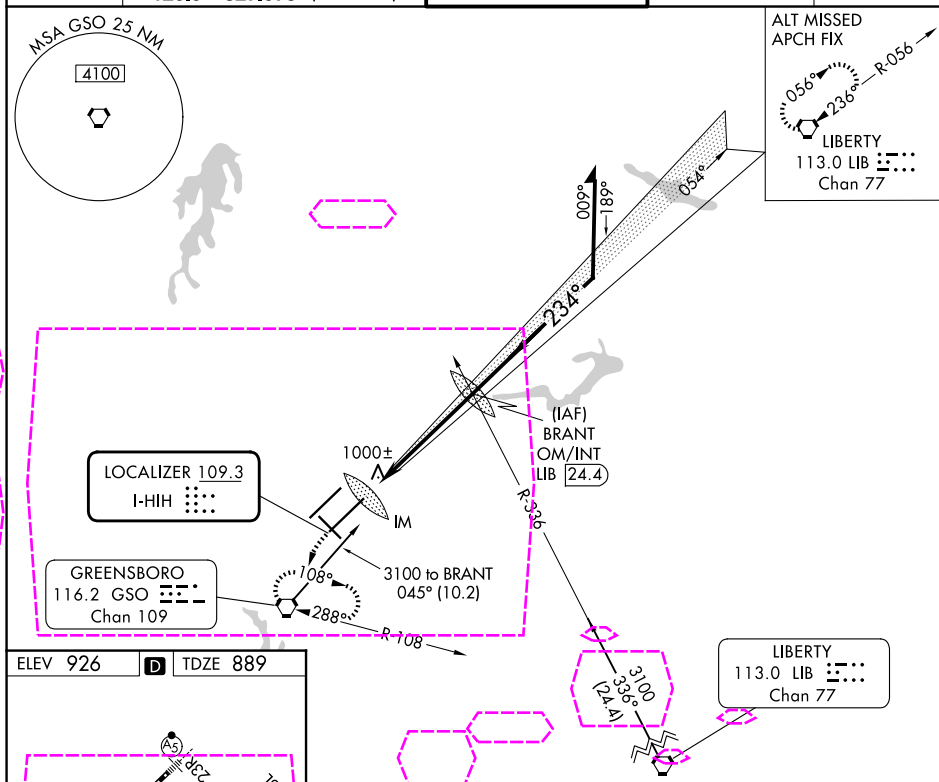 MSA GSO 25 NM
4100
ALT MISSED
APCH FIX
R-056
056°
236°
LIBERTY
113.0 LIB
Chan 77
009°
189°
054°
234°
(IAF)
BRANT
OM/INT
LIB 24.4
1000±
LOCALIZER 109.3
I-HIH
IM
R-336
GREENSBORO
116.2 GSO
Chan 109
108°
288°
R-108
3100 to BRANT
045° (10.2)
3100
336°
(24.4)
LIBERTY
113.0 LIB
Chan 77
ELEV 926
D
TDZE 889
A5
23R